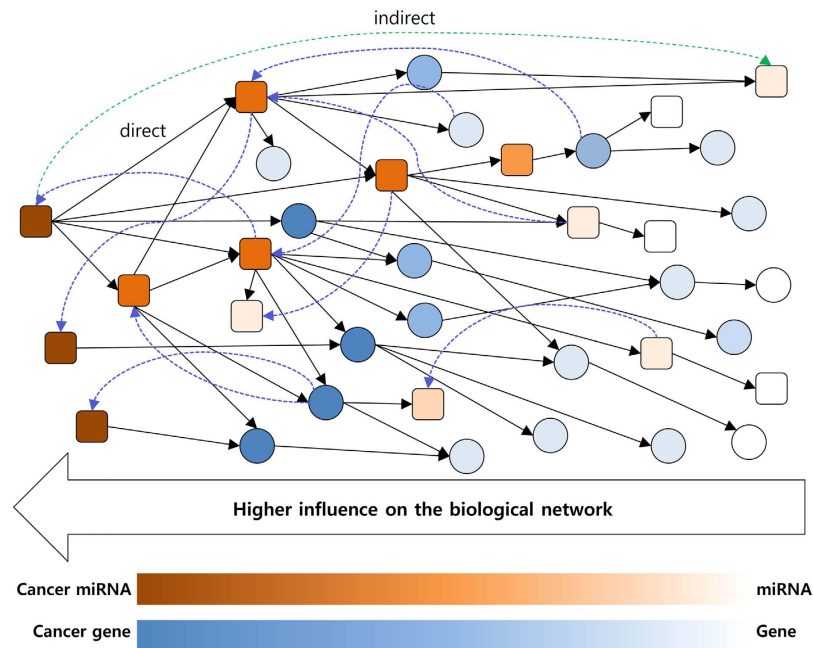 indirect
direct
Higher influence on the biological network
Cancer miRNA
miRNA
Cancer gene
Gene